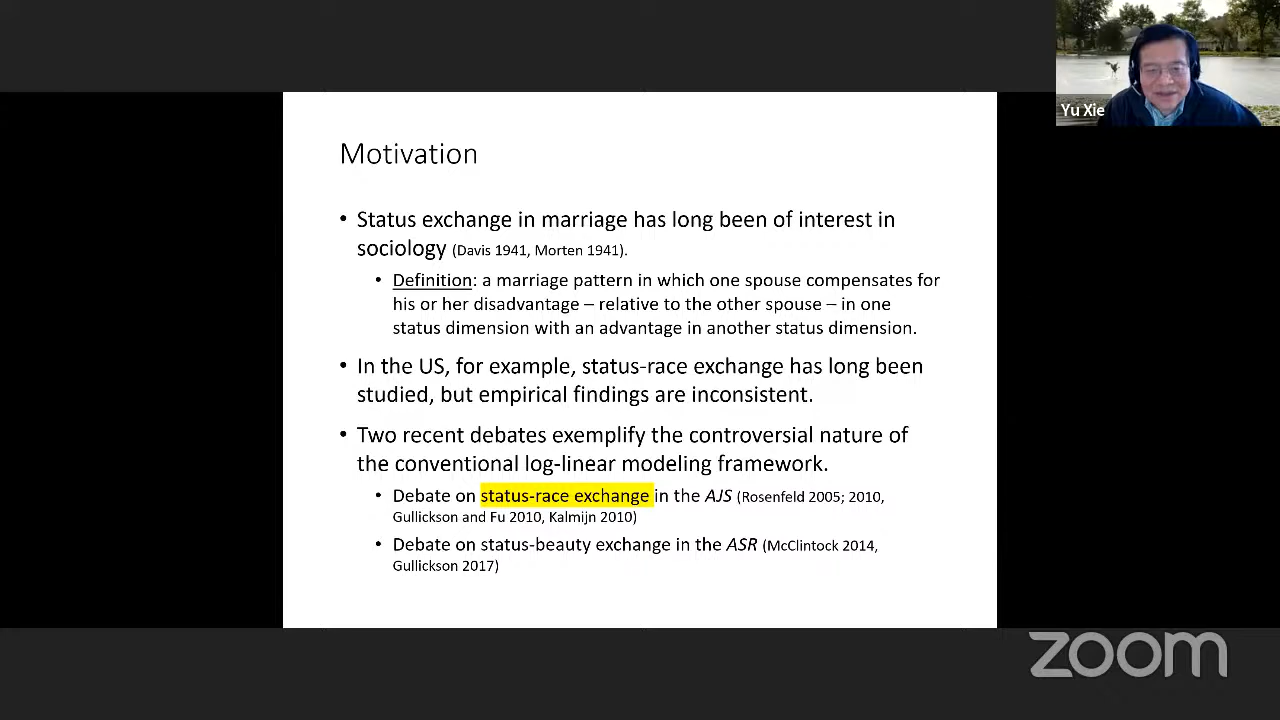 Yu Xie
Motivation
• Status exchange in marriage has long been of interest in
sociology (Davis 1941, Morten 1941).
• Definition: a marriage pattern in which one spouse compensates for
his or her disadvantage – relative to the other spouse – in one
status dimension with an advantage in another status dimension.
• In the US, for example, status-race exchange has long been
studied, but empirical findings are inconsistent.
• Two recent debates exemplify the controversial nature of
the conventional log-linear modeling framework.
• Debate on status-race exchange in the AJS (Rosenfeld 2005; 2010,
Gullickson and Fu 2010, Kalmijn 2010)
• Debate on status-beauty exchange in the ASR (McClintock 2014,
Gullickson 2017)
zoom